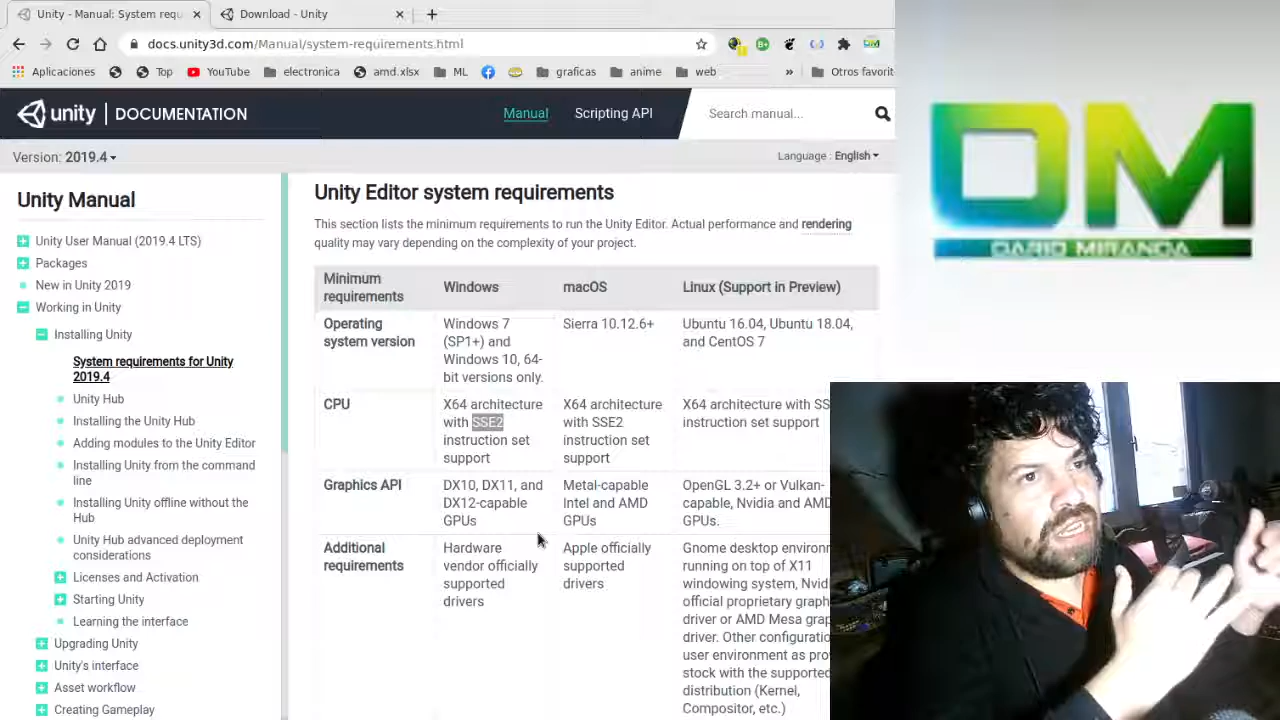 Unity - Manual: System requ
Download - Unity
docs.unity3d.com/Manual/system-requirements.html
Aplicaciones
Top
YouTube
electronica
amd.xlsx
ML
graficas
anime
web
»
Otros favorit
unity
DOCUMENTATION
Manual
Scripting API
Search manual...
Version: 2019.4
Language : English
Unity Manual
Unity User Manual (2019.4 LTS)
Packages
New in Unity 2019
Working in Unity
Installing Unity
System requirements for Unity
2019.4
Unity Hub
Installing the Unity Hub
Adding modules to the Unity Editor
Installing Unity from the command
line
Installing Unity offline without the
Hub
Unity Hub advanced deployment
considerations
Licenses and Activation
Starting Unity
Learning the interface
Upgrading Unity
Unity's interface
Asset workflow
Creating Gameplay
Unity Editor system requirements
This section lists the minimum requirements to run the Unity Editor. Actual performance and rendering
quality may vary depending on the complexity of your project.
Minimum
requirements
Windows
macOS
Linux (Support in Preview)
Operating
system version
Windows 7
(SP1+) and
Windows 10, 64-
bit versions only.
Sierra 10.12.6+
Ubuntu 16.04, Ubuntu 18.04,
and CentOS 7
CPU
X64 architecture
with SSE2
instruction set
support
X64 architecture
with SSE2
instruction set
support
X64 architecture with SS
instruction set support
Graphics API
DX10, DX11, and
DX12-capable
GPUs
Metal-capable
Intel and AMD
GPUs
OpenGL 3.2+ or Vulkan-
capable, Nvidia and AMD
GPUs.
Additional
requirements
Hardware
vendor officially
supported
drivers
Apple officially
supported
drivers
Gnome desktop environ
running on top of X11
windowing system, Nvid
official proprietary graph
driver or AMD Mesa grap
driver. Other configuratio
user environment as pro
stock with the supported
distribution (Kernel,
Compositor, etc.)
DM
DARIO MIRANDA